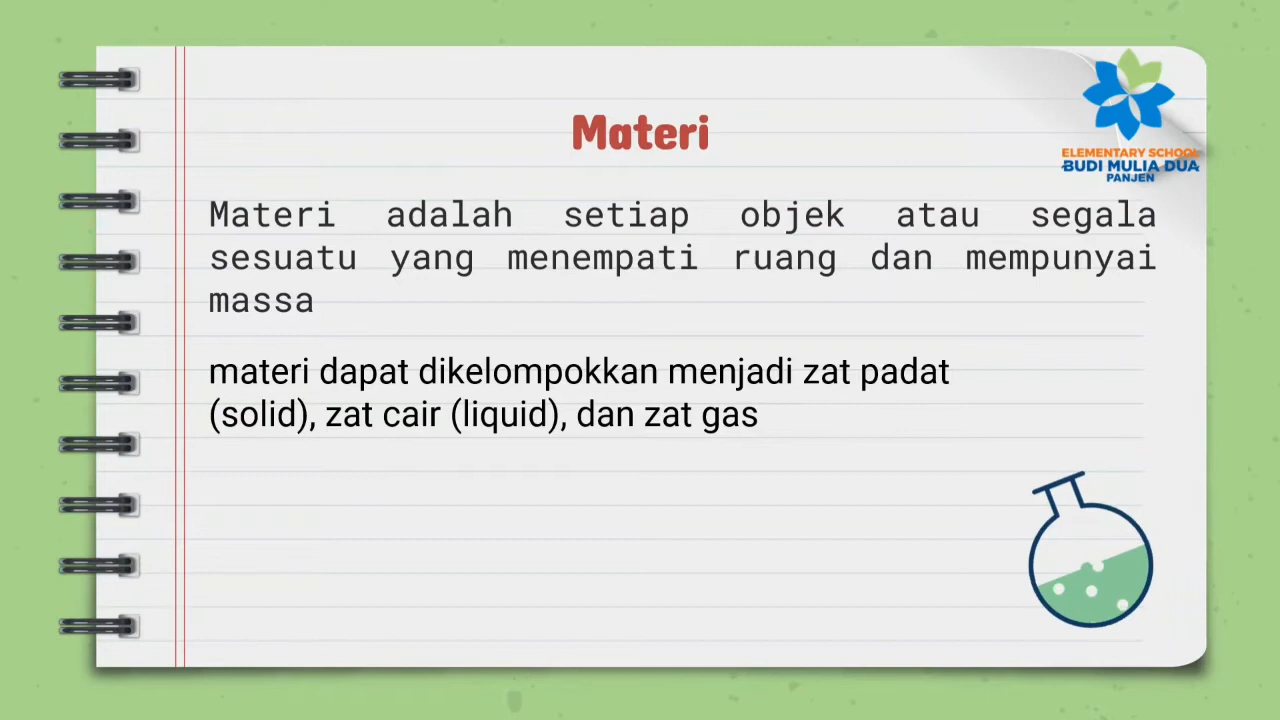 Materi
ELEMENTARY SCHOOL
BUDI MULIA DUA
PANJEN
Materi adalah setiap objek atau segala
sesuatu yang menempati ruang dan mempunyai
massa
materi dapat dikelompokkan menjadi zat padat
(solid), zat cair (liquid), dan zat gas